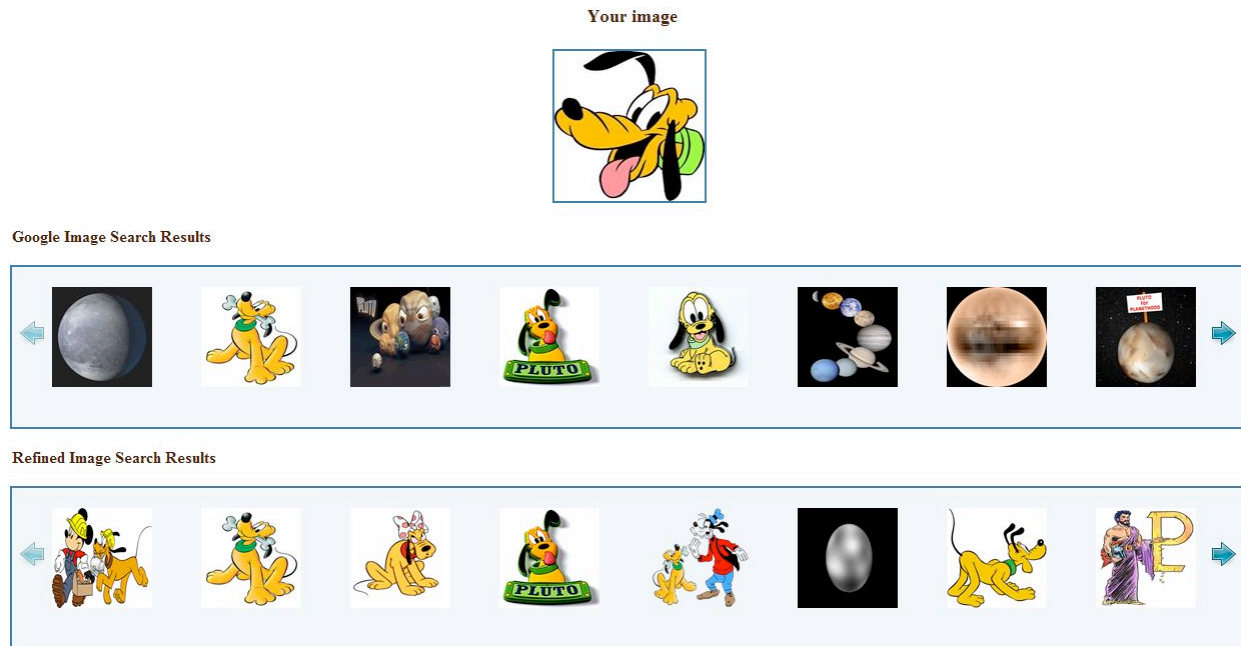 Your image
Google Image Search Results
PLUTO
PLUTO
FOR
PLANETHOOD
Refined Image Search Results
PLUTO
P